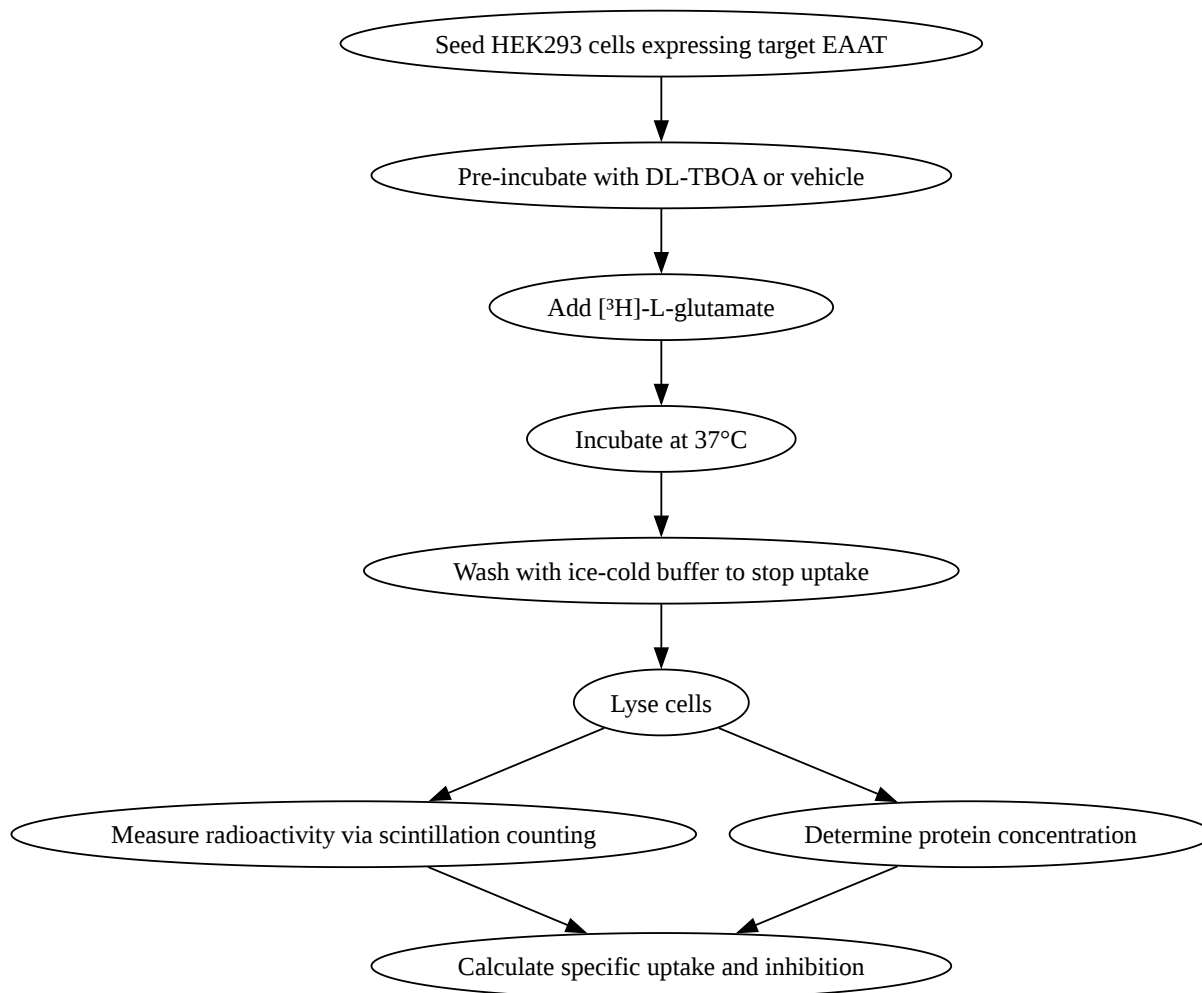 Seed HEK293 cells expressing target EAAT
Pre-incubate with DL-TBOA or vehicle
Add [³H]-L-glutamate
Incubate at 37°C
Wash with ice-cold buffer to stop uptake
Lyse cells
Measure radioactivity via scintillation counting
Determine protein concentration
Calculate specific uptake and inhibition